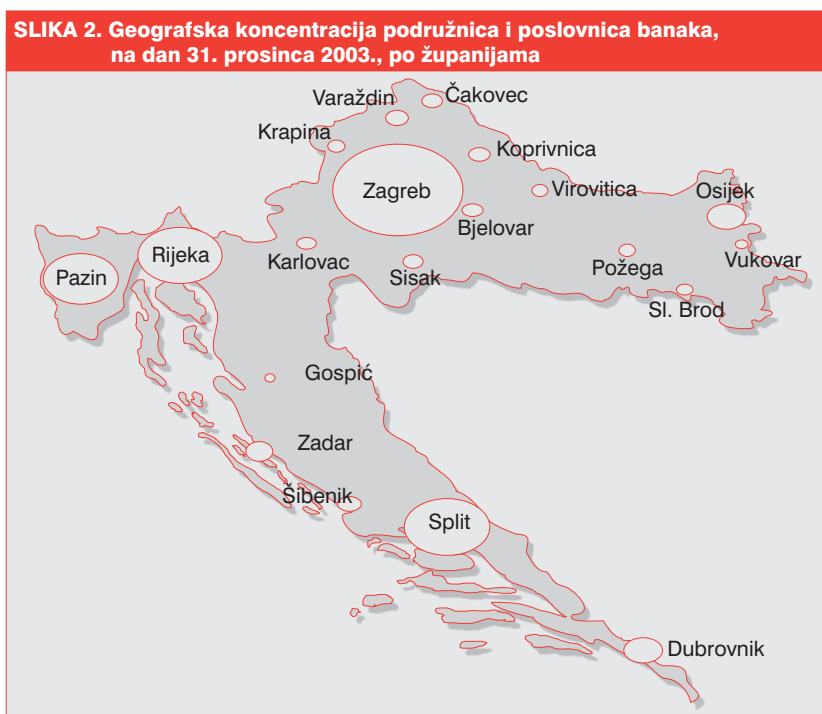 SLIKA 2. Geografska koncentracija podružnica i poslovnica banaka,
na dan 31. prosinca 2003., po županijama
Čakovec
Varaždin
Krapina
Koprivnica
Zagreb
Virovitica
Osijek
Bjelovar
Rijeka
Karlovac
Sisak
Požega
Vukovar
Pazin
Sl. Brod
Gospić
Zadar
Šibenik
Split
Dubrovnik